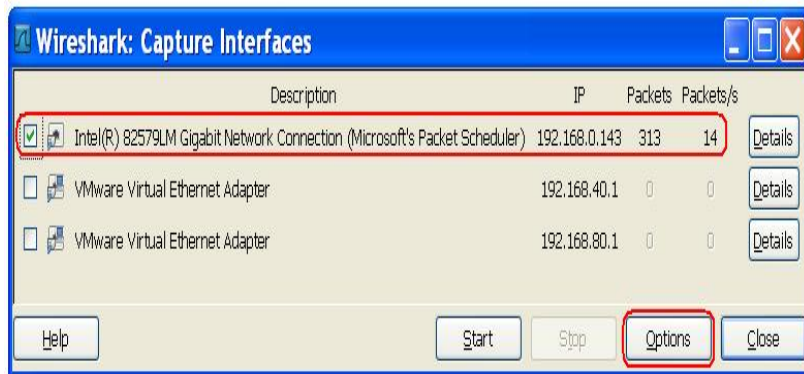 Wireshark: Capture Interfaces
Description IP Packets Packets/s
Intel(R) 82579LM Gigabit Network Connection (Microsoft's Packet Scheduler) 192.168.0.143 313 14 Details
VMware Virtual Ethernet Adapter 192.168.40.1 0 0 Details
VMware Virtual Ethernet Adapter 192.168.80.1 0 0 Details
Help Start Stop Options Close